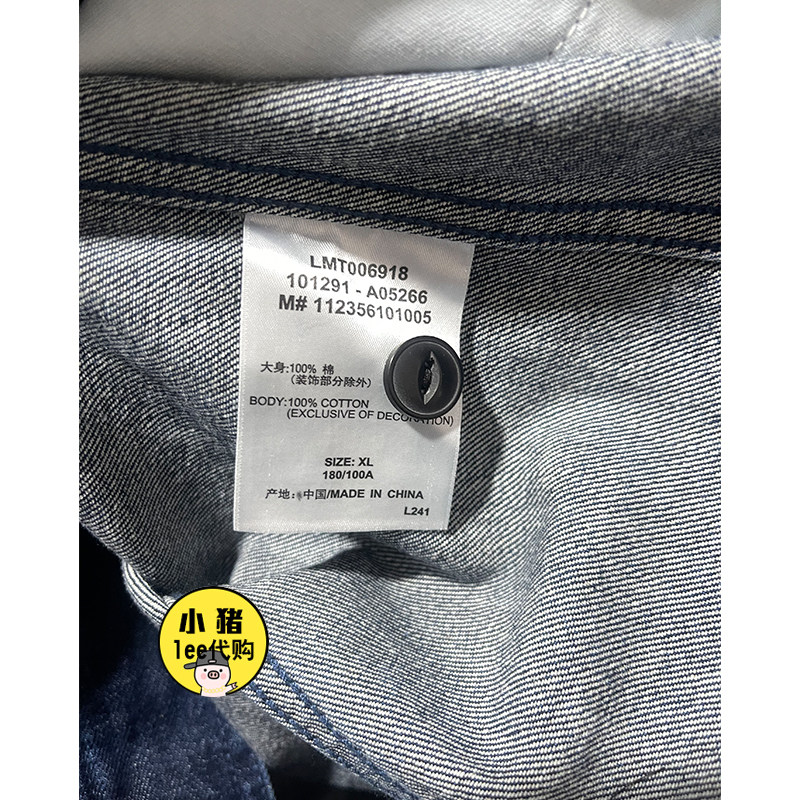 LMT006918
101291 - A05266
M# 112356101005
大身:100% 棉
(装饰部分除外)
BODY:100% COTTON
(EXCLUSIVE OF DECORATION)
SIZE: XL
180/100A
产地:中国/MADE IN CHINA
L241
小猪
lee代购